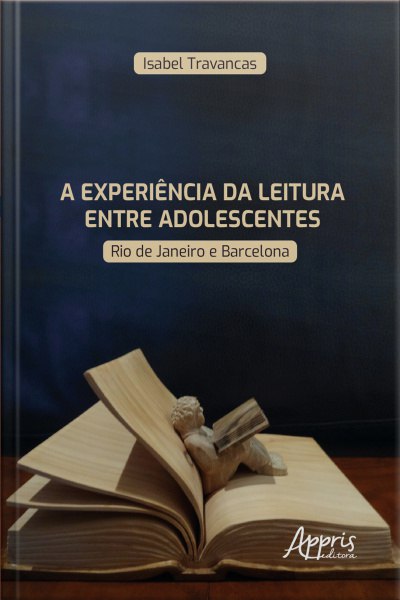 Isabel Travancas
A EXPERIÊNCIA DA LEITURA
ENTRE ADOLESCENTES
Rio de Janeiro e Barcelona
Appris
editora